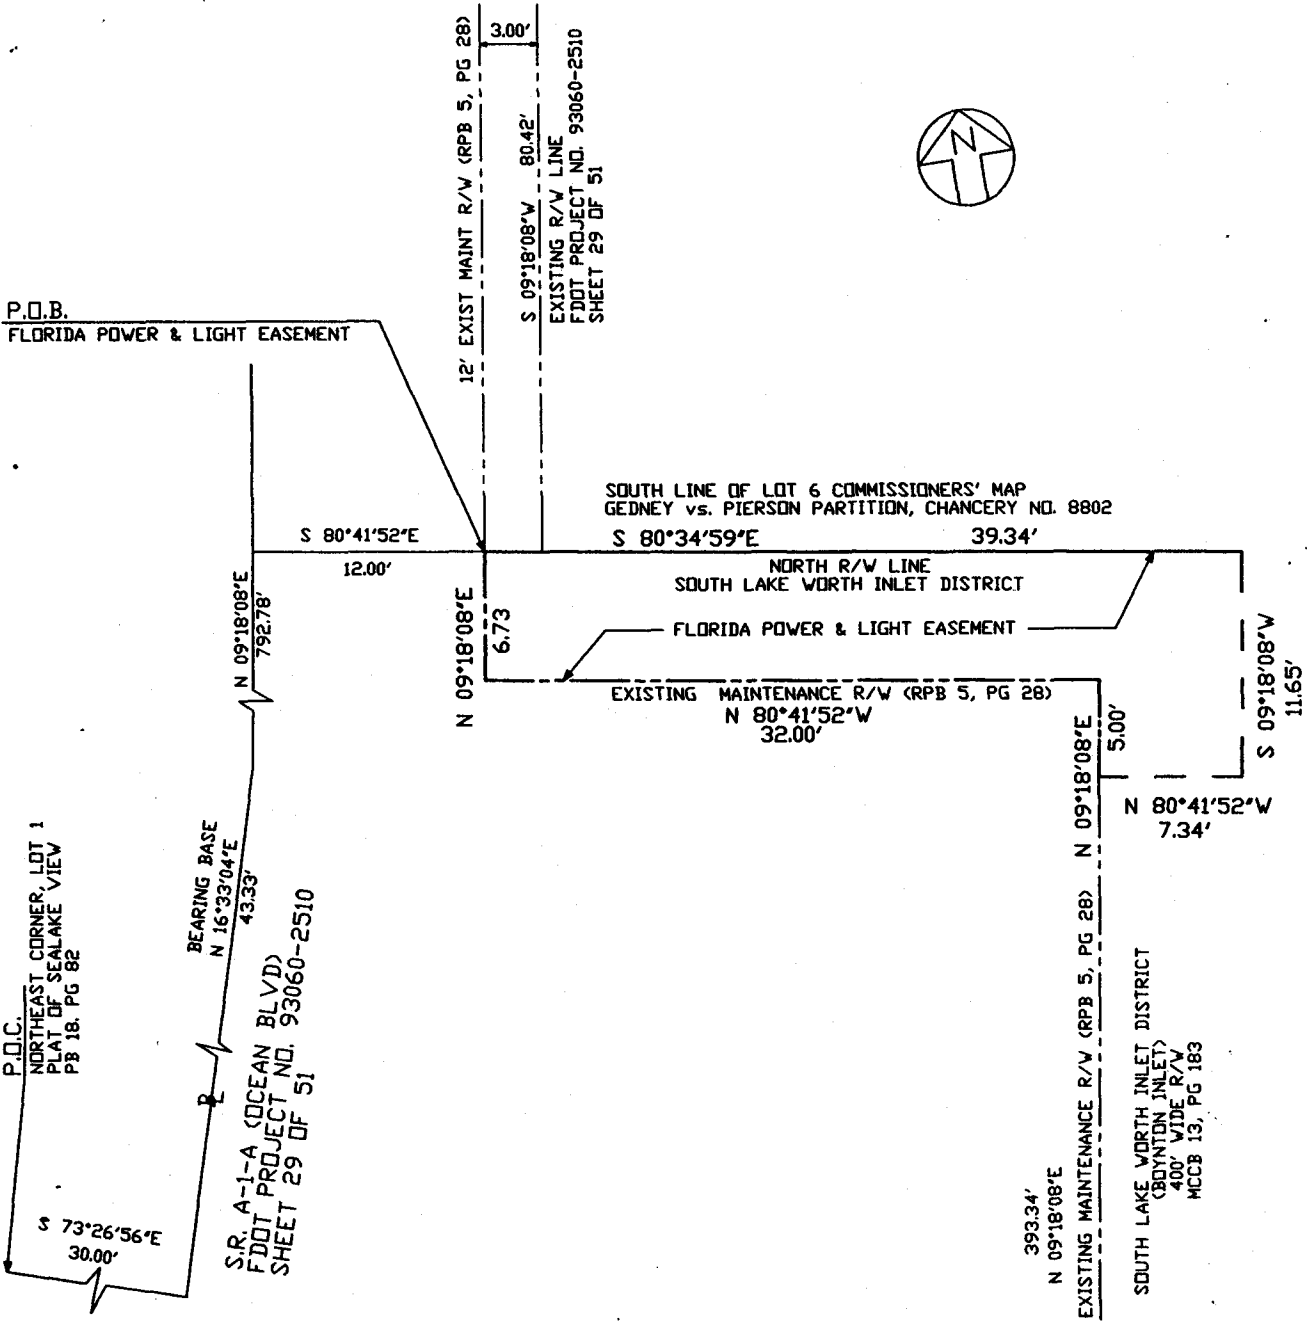 12' EXIST MAINT R/W (RPB 5, PG 28)
3.00'
S 09°18'08"W 80.42'
EXISTING R/W LINE
FDOT PROJECT NO. 93060-2510
SHEET 29 OF 51
N
P.O.B.
FLORIDA POWER & LIGHT EASEMENT
SOUTH LINE OF LOT 6 COMMISSIONERS' MAP
GEDNEY vs. PIERSON PARTITION, CHANCERY NO. 8802
S 80°41'52"E
12.00'
S 80°34'59"E 39.34'
NORTH R/W LINE
SOUTH LAKE WORTH INLET DISTRICT
N 09°18'08"E
792.78'
N 09°18'08"E
6.73
FLORIDA POWER & LIGHT EASEMENT
S 09°18'08"W
11.65'
EXISTING MAINTENANCE R/W (RPB 5, PG 28)
N 80°41'52"W
32.00'
N 09°18'08"E
5.00'
N 80°41'52"W
7.34'
BEARING BASE
N 16°33'04"E
43.33'
P.O.C.
NORTHEAST CORNER, LOT 1
PLAT OF SEALAKE VIEW
PB 18, PG 82
BL
S.R. A-1-A (OCEAN BLVD)
FDOT PROJECT NO. 93060-2510
SHEET 29 OF 51
S 73°26'56"E
30.00'
393.34'
N 09°18'08"E
EXISTING MAINTENANCE R/W (RPB 5, PG 28)
SOUTH LAKE WORTH INLET DISTRICT
(BOYNTON INLET)
400' WIDE R/W
MCCB 13, PG 183